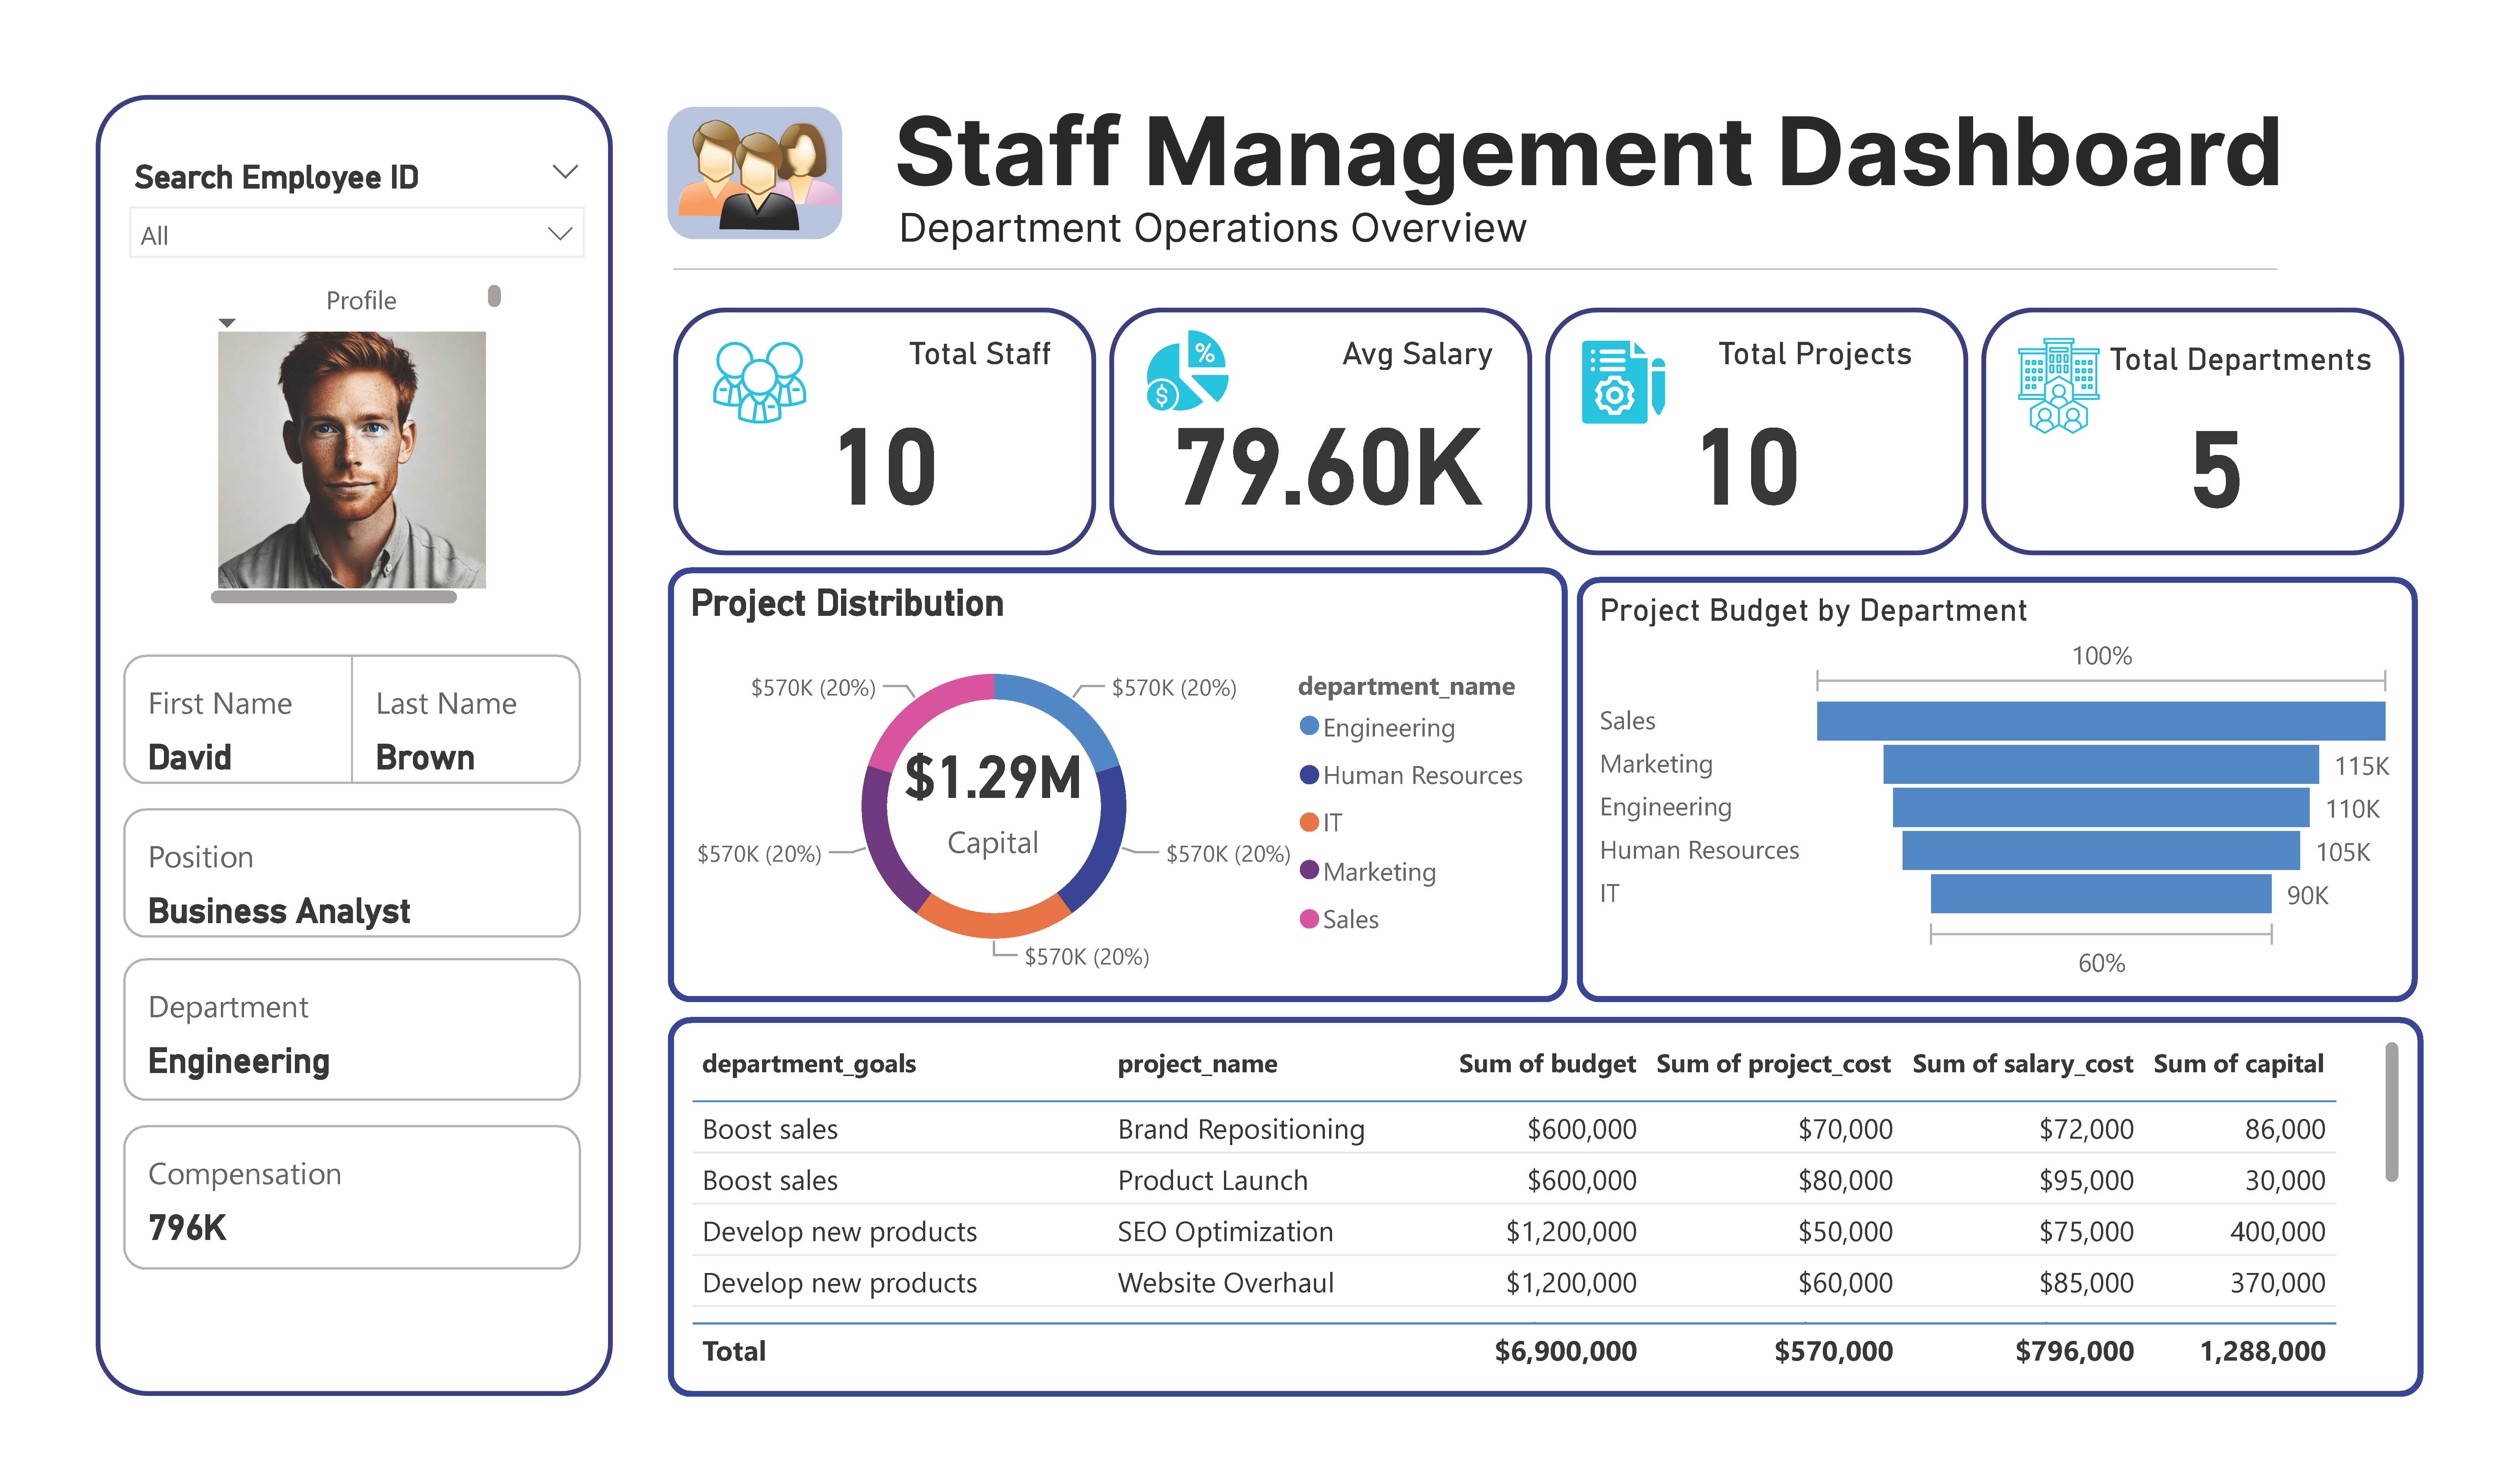 Staff Management Dashboard
Department Operations Overview
Search Employee ID
All
Profile
First Name
David
Last Name
Brown
Position
Business Analyst
Department
Engineering
Compensation
796K
Total Staff
10
% $
Avg Salary
79.60K
Total Projects
10
Total Departments
5
Project Distribution
$570K (20%)
$570K (20%)
$570K (20%)
$570K (20%)
$570K (20%)
$1.29M
Capital
department_name
Engineering
Human Resources
IT
Marketing
Sales
Project Budget by Department
100%
Sales
Marketing 115K
Engineering 110K
Human Resources 105K
IT 90K
60%
department_goals project_name Sum of budget Sum of project_cost Sum of salary_cost Sum of capital
Boost sales Brand Repositioning $600,000 $70,000 $72,000 86,000
Boost sales Product Launch $600,000 $80,000 $95,000 30,000
Develop new products SEO Optimization $1,200,000 $50,000 $75,000 400,000
Develop new products Website Overhaul $1,200,000 $60,000 $85,000 370,000
Total $6,900,000 $570,000 $796,000 1,288,000